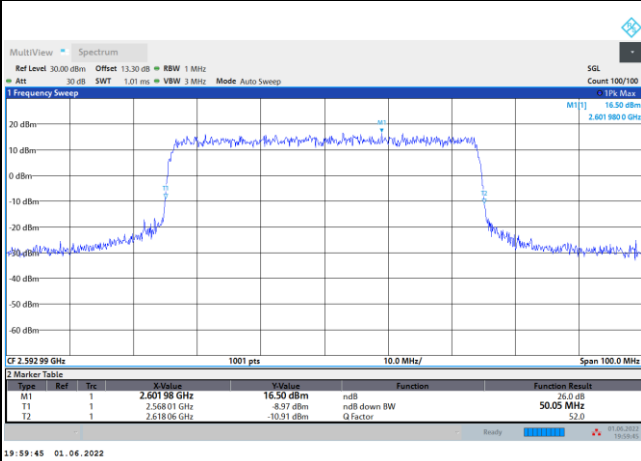 MultiView Spectrum
Ref Level 30.00 dBm Offset 13.30 dB RBW 1 MHz SGL
Att 30 dB SWT 1.01 ms VBW 3 MHz Mode Auto Sweep Count 100/100
1 Frequency Sweep 1Pk Max
M1[1] 16.50 dBm
2.601 980 0 GHz
M1
20 dBm
10 dBm
0 dBm
T1 T2
-10 dBm
-20 dBm
-30 dBm
-40 dBm
-50 dBm
-60 dBm
CF 2.592 99 GHz 1001 pts 10.0 MHz/ Span 100.0 MHz
2 Marker Table
Type Ref Trc X-Value Y-Value Function Function Result
M1 1 2.601 98 GHz 16.50 dBm ndB 26.0 dB
T1 1 2.568 01 GHz -8.97 dBm ndB down BW 50.05 MHz
T2 1 2.618 06 GHz -10.91 dBm Q Factor 52.0
Ready 01.06.2022
19:59:45
19:59:45 01.06.2022